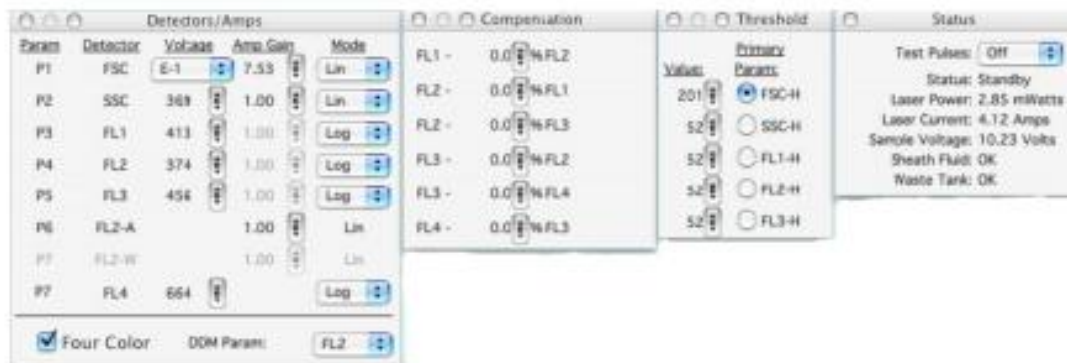 Detectors/Amps
Param Detector Voltage Amp Gain Mode
P1 FSC E-1 7.53 Lin
P2 SSC 369 1.00 Lin
P3 FL1 413 1.00 Log
P4 FL2 374 1.00 Log
P5 FL3 456 1.00 Log
P6 FL2-A 1.00 Lin
P7 FL2-W 1.00 Lin
P7 FL4 664 Log
Four Color DDM Param: FL2
Compensation
FL1 - 0.0 % FL2
FL2 - 0.0 % FL1
FL2 - 0.0 % FL3
FL3 - 0.0 % FL2
FL3 - 0.0 % FL4
FL4 - 0.0 % FL3
Threshold
Primary
Value: Param:
201 FSC-H
52 SSC-H
52 FL1-H
52 FL2-H
52 FL3-H
Status
Test Pulses: Off
Status: Standby
Laser Power: 2.85 mWatts
Laser Current: 4.12 Amps
Sample Voltage: 10.23 Volts
Sheath Fluid: OK
Waste Tank: OK